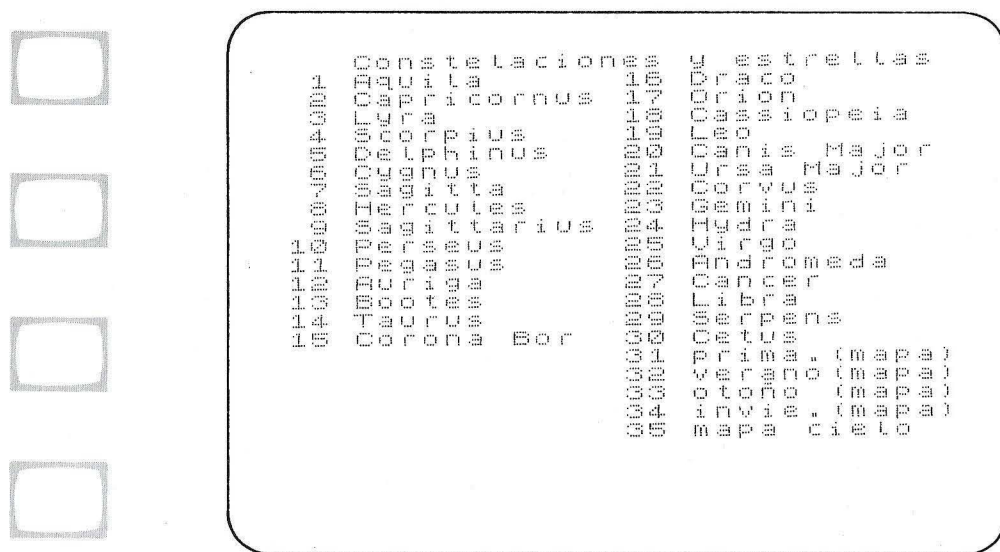 Constelaciones y estrellas
1 Aquila
2 Capricornus
3 Lyra
4 Scorpius
5 Delphinus
6 Cygnus
7 Sagitta
8 Hercules
9 Sagittarius
10 Perseus
11 Pegasus
12 Auriga
13 Bootes
14 Taurus
15 Corona Bor
16 Draco
17 Orion
18 Cassiopeia
19 Leo
20 Canis Major
21 Ursa Major
22 Corvus
23 Gemini
24 Hydra
25 Virgo
26 Andromeda
27 Cancer
28 Libra
29 Serpens
30 Cetus
31 prima.(mapa)
32 verano(mapa)
33 otoño (mapa)
34 invie.(mapa)
35 mapa cielo